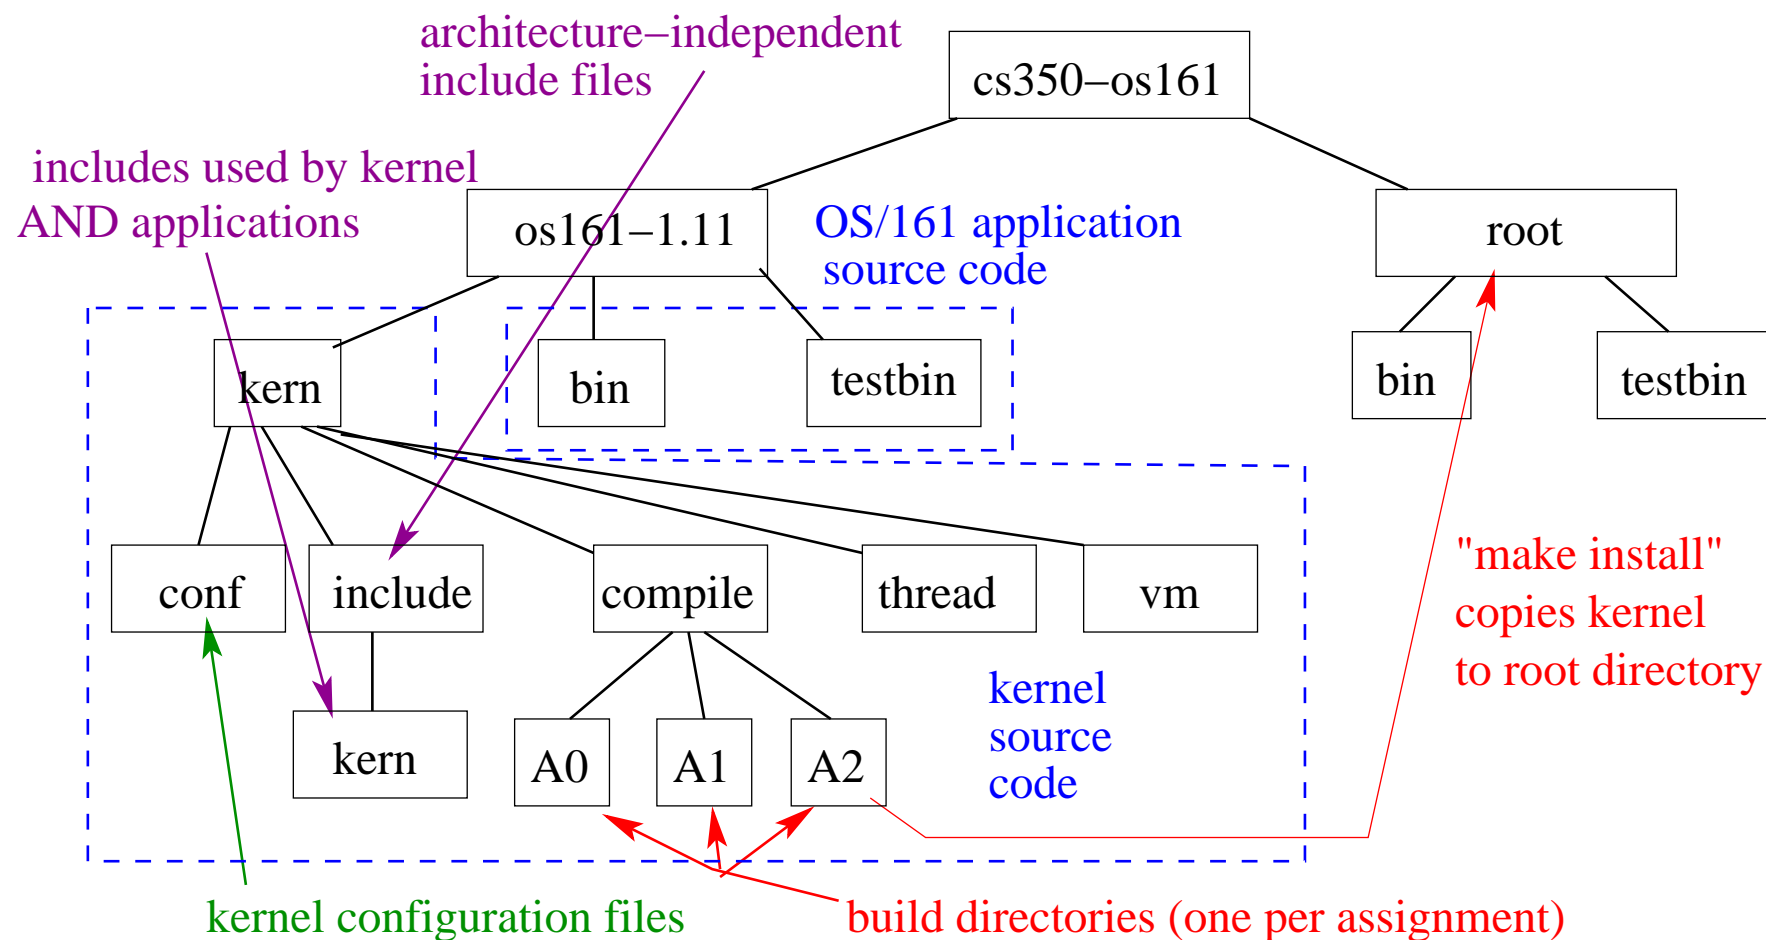 architecture−independent
include files
cs350−os161
includes used by kernel
AND applications
os161−1.11
OS/161 application
source code
root
kern
bin
testbin
bin
testbin
conf
include
compile
thread
vm
"make install"
copies kernel
to root directory
kernel
source
code
kern
A0
A1
A2
kernel configuration files
build directories (one per assignment)